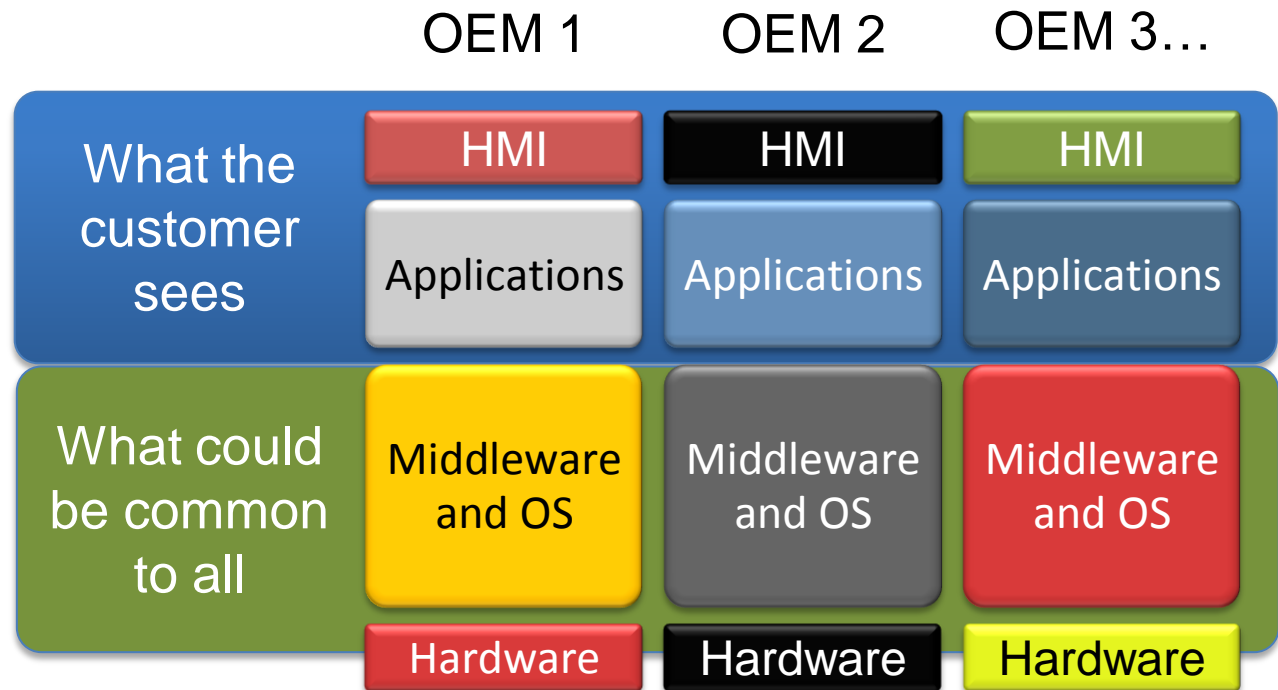 OEM 1 OEM 2 OEM 3…
What the
customer
sees
HMI HMI HMI
Applications Applications Applications
What could
be common
to all
Middleware
and OS
Middleware
and OS
Middleware
and OS
Hardware Hardware Hardware